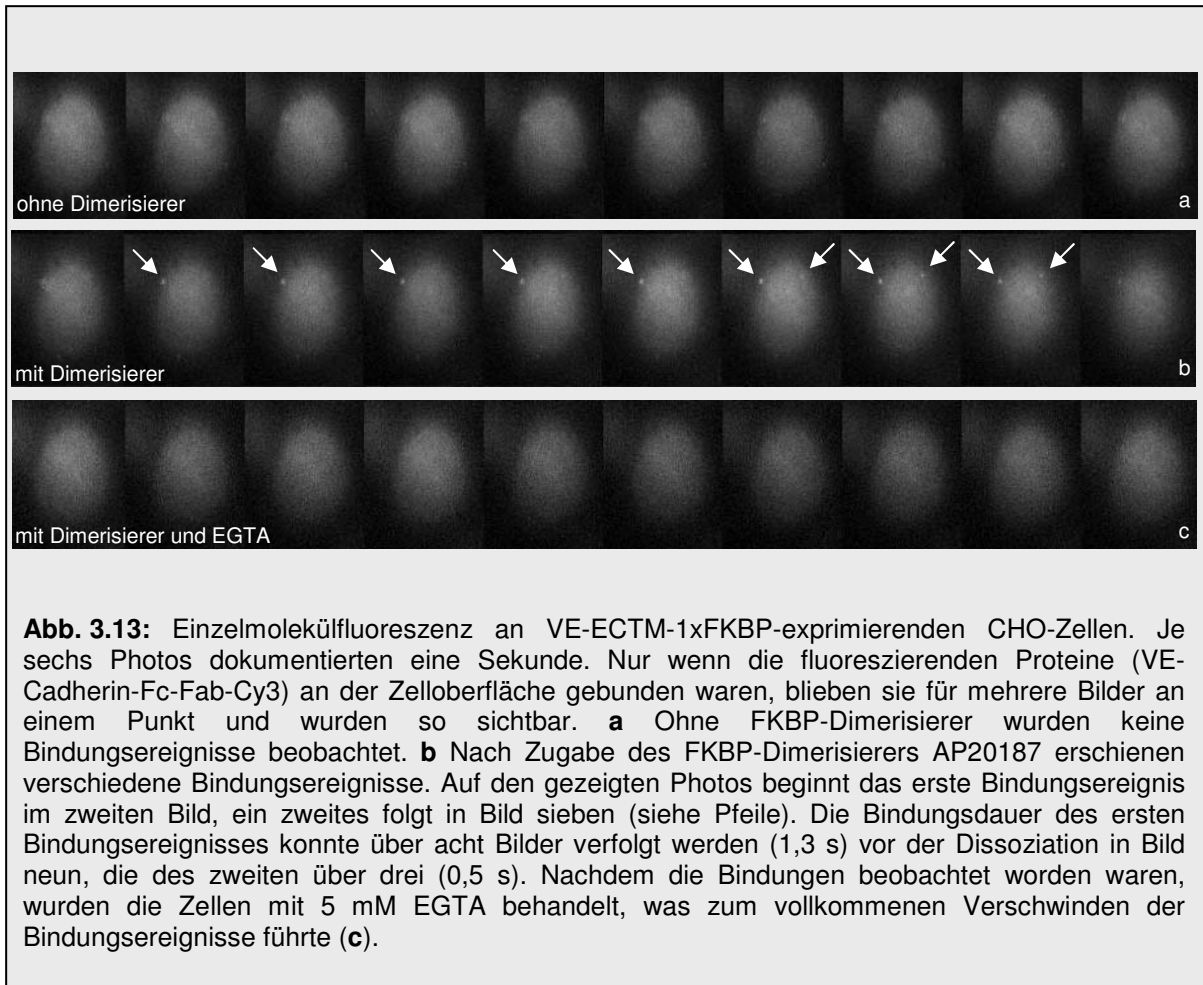 ohne Dimerisierer
a
mit Dimerisierer
b
mit Dimerisierer und EGTA
c
Abb. 3.13: Einzelmolekülfluoreszenz an VE-ECTM-1xFKBP-exprimierenden CHO-Zellen. Je
sechs Photos dokumentierten eine Sekunde. Nur wenn die fluoreszierenden Proteine (VE-
Cadherin-Fc-Fab-Cy3) an der Zelloberfläche gebunden waren, blieben sie für mehrere Bilder an
einem Punkt und wurden so sichtbar. a Ohne FKBP-Dimerisierer wurden keine
Bindungsereignisse beobachtet. b Nach Zugabe des FKBP-Dimerisierers AP20187 erschienen
verschiedene Bindungsereignisse. Auf den gezeigten Photos beginnt das erste Bindungsereignis
im zweiten Bild, ein zweites folgt in Bild sieben (siehe Pfeile). Die Bindungsdauer des ersten
Bindungsereignisses konnte über acht Bilder verfolgt werden (1,3 s) vor der Dissoziation in Bild
neun, die des zweiten über drei (0,5 s). Nachdem die Bindungen beobachtet worden waren,
wurden die Zellen mit 5 mM EGTA behandelt, was zum vollkommenen Verschwinden der
Bindungsereignisse führte (c).